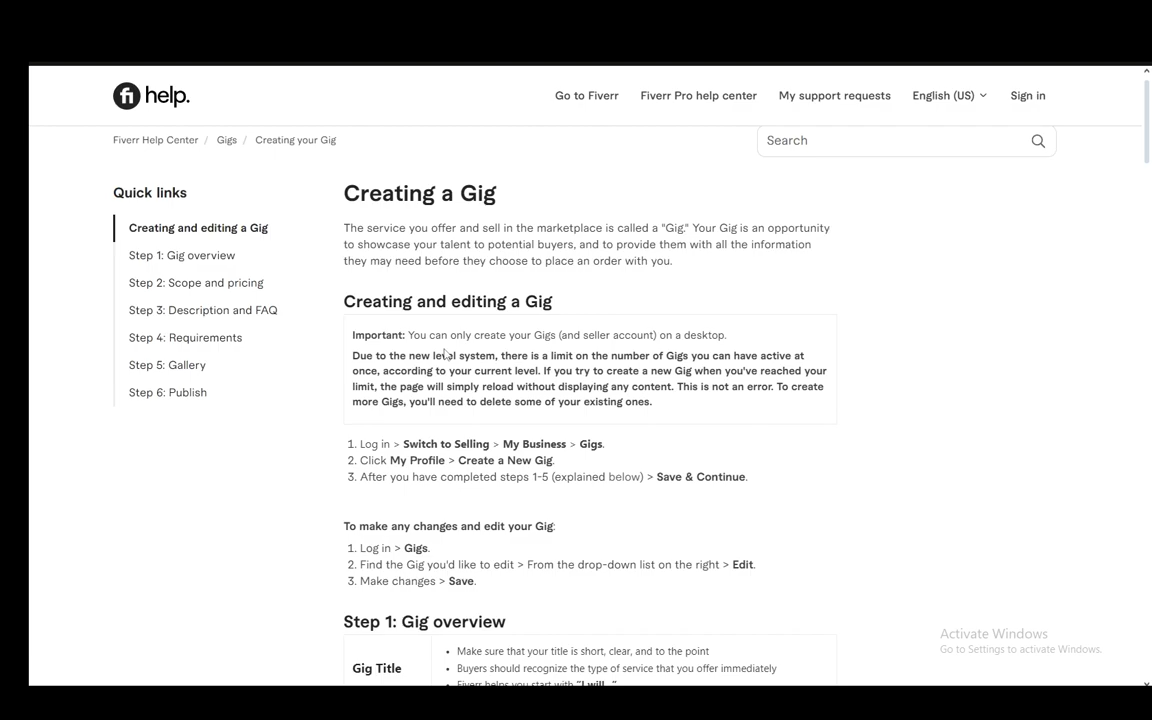 fi help.
Go to Fiverr
Fiverr Pro help center
My support requests
English (US)
Sign in
Fiverr Help Center / Gigs / Creating your Gig
Search
Quick links
Creating and editing a Gig
Step 1: Gig overview
Step 2: Scope and pricing
Step 3: Description and FAQ
Step 4: Requirements
Step 5: Gallery
Step 6: Publish
Creating a Gig
The service you offer and sell in the marketplace is called a "Gig." Your Gig is an opportunity
to showcase your talent to potential buyers, and to provide them with all the information
they may need before they choose to place an order with you.
Creating and editing a Gig
Important: You can only create your Gigs (and seller account) on a desktop.
Due to the new level system, there is a limit on the number of Gigs you can have active at
once, according to your current level. If you try to create a new Gig when you've reached your
limit, the page will simply reload without displaying any content. This is not an error. To create
more Gigs, you'll need to delete some of your existing ones.
1. Log in > Switch to Selling > My Business > Gigs.
2. Click My Profile > Create a New Gig.
3. After you have completed steps 1-5 (explained below) > Save & Continue.
To make any changes and edit your Gig:
1. Log in > Gigs.
2. Find the Gig you'd like to edit > From the drop-down list on the right > Edit.
3. Make changes > Save.
Step 1: Gig overview
Gig Title
• Make sure that your title is short, clear, and to the point
• Buyers should recognize the type of service that you offer immediately
• Fiverr helps you start with "I will..."
Activate Windows
Go to Settings to activate Windows.